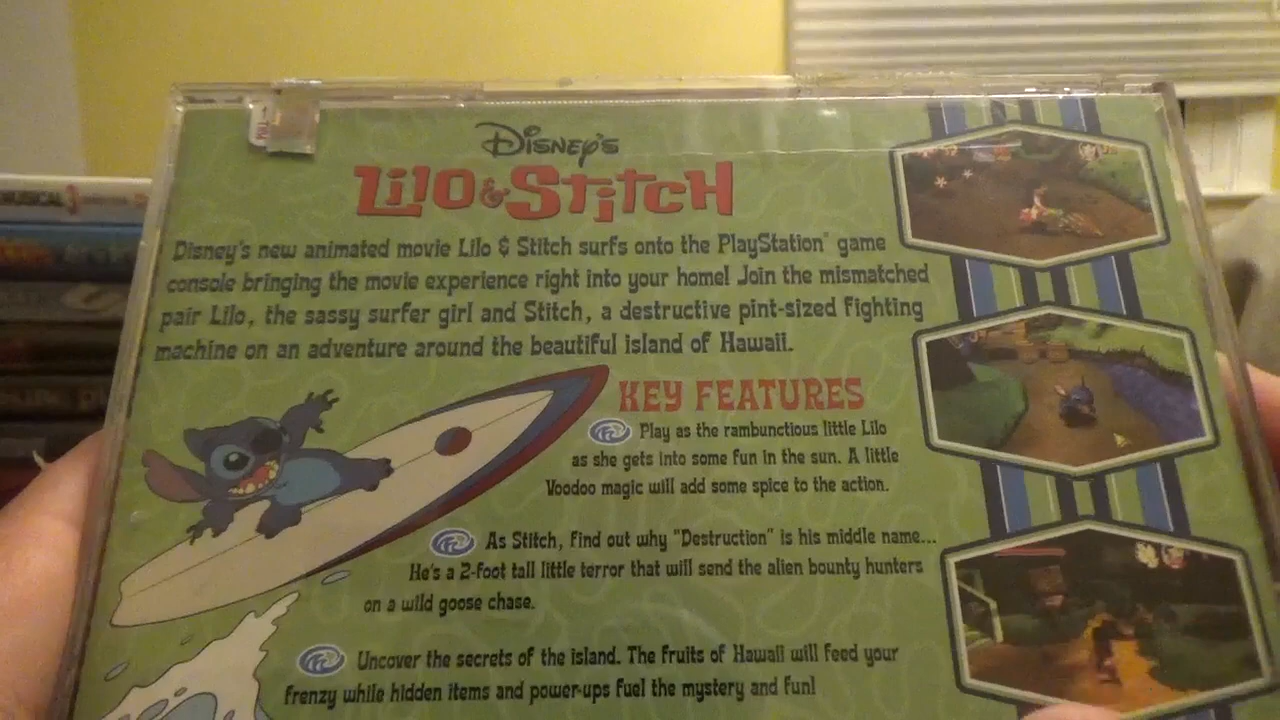 DISNEY'S
LILO & STITCH
Disney's new animated movie Lilo & Stitch surfs onto the PlayStation® game
console bringing the movie experience right into your home! Join the mismatched
pair Lilo, the sassy surfer girl and Stitch, a destructive pint-sized fighting
machine on an adventure around the beautiful island of Hawaii.
KEY FEATURES
Play as the rambunctious little Lilo
as she gets into some fun in the sun. A little
Voodoo magic will add some spice to the action.
As Stitch, find out why "Destruction" is his middle name...
He's a 2-foot tall little terror that will send the alien bounty hunters
on a wild goose chase.
Uncover the secrets of the island. The fruits of Hawaii will feed your
frenzy while hidden items and power-ups fuel the mystery and fun!
MUSICAL